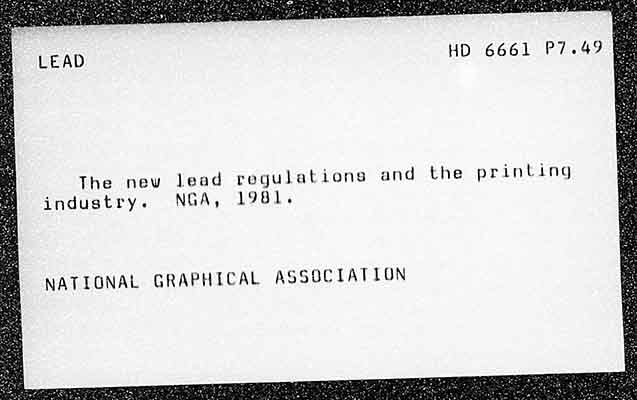 LEAD
HD 6661 P7.49
The new lead regulations and the printing
industry. NGA, 1981.
NATIONAL GRAPHICAL ASSOCIATION